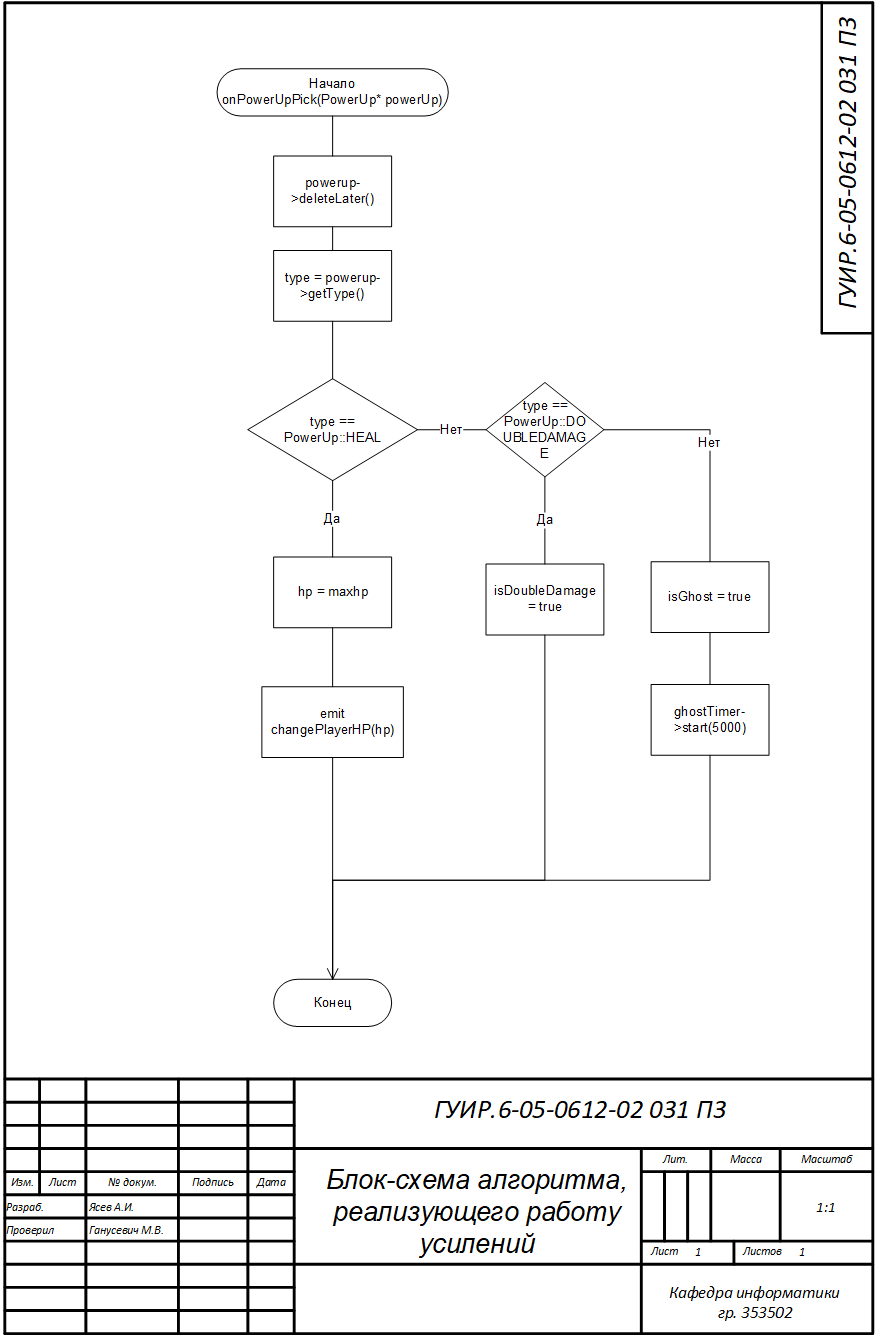 ГУИР.6-05-0612-02 031 ПЗ
Начало
onPowerUpPick(PowerUp* powerUp)
powerup-
>deleteLater()
type = powerup-
>getType()
type ==
PowerUp::HEAL
Нет
type ==
PowerUp::DO
UBLEDAMAG
E
Нет
Да
Да
hp = maxhp
isDoubleDamage
= true
isGhost = true
emit
changePlayerHP(hp)
ghostTimer-
>start(5000)
Конец
ГУИР.6-05-0612-02 031 ПЗ
Изм. Лист № докум. Подпись Дата
Разраб. Ясев А.И.
Проверил Ганусевич М.В.
Блок-схема алгоритма,
реализующего работу
усилений
Лит. Масса Масштаб
1:1
Лист 1 Листов 1
Кафедра информатики
гр. 353502